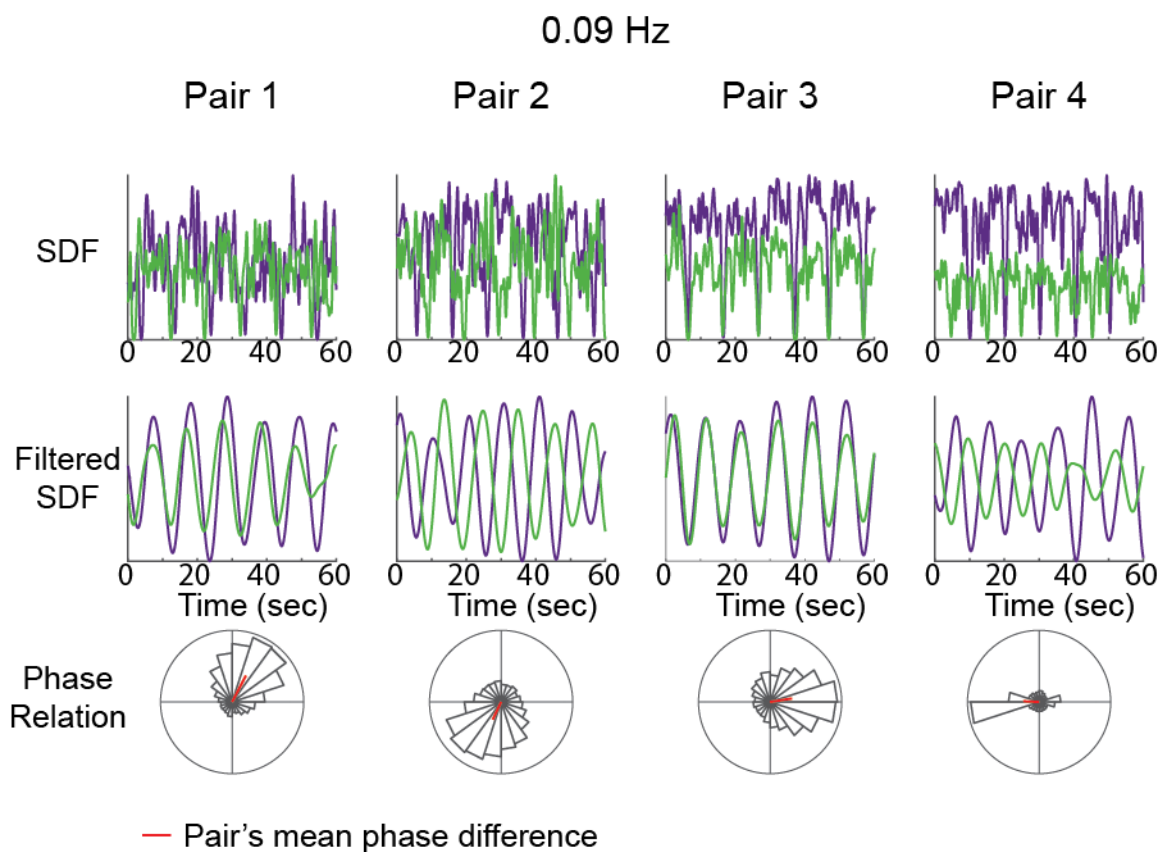 0.09 Hz
Pair 1 Pair 2 Pair 3 Pair 4
SDF
0 20 40 60 0 20 40 60 0 20 40 60 0 20 40 60
Filtered
SDF
0 20 40 60 0 20 40 60 0 20 40 60 0 20 40 60
Time (sec) Time (sec) Time (sec) Time (sec)
Phase
Relation
Pair's mean phase difference